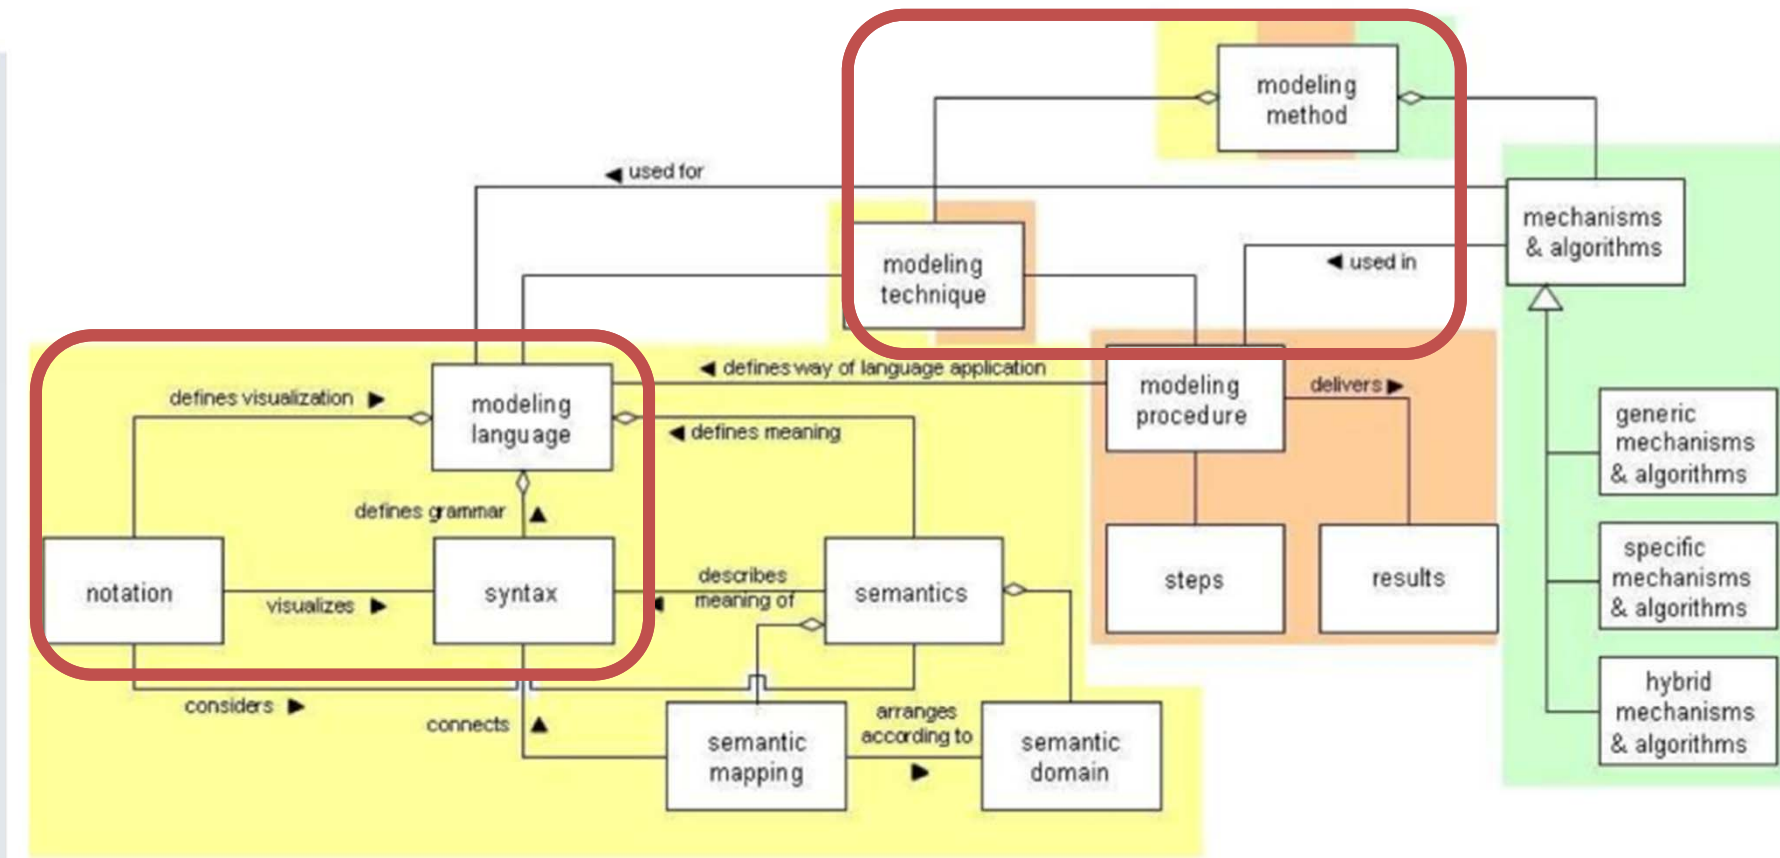 modeling
method
used for
mechanisms
& algorithms
modeling
technique
used in
defines way of language application
defines visualization
modeling
language
modeling
procedure
delivers
defines meaning
generic
mechanisms
& algorithms
defines grammar
notation
visualizes
syntax
describes
meaning of
semantics
steps
results
specific
mechanisms
& algorithms
considers
connects
semantic
mapping
arranges
according to
semantic
domain
hybrid
mechanisms
& algorithms